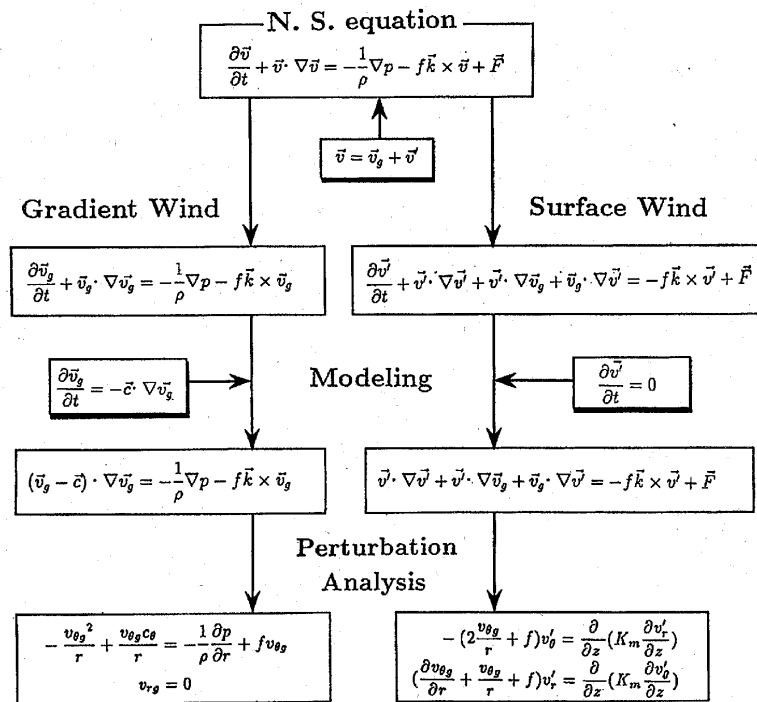 N. S. equation
∂v⃗/∂t + v⃗· ∇v⃗ = −1/ρ ∇p − fk⃗ × v⃗ + F⃗
v⃗ = v⃗_g + v⃗′
Gradient Wind
Surface Wind
∂v⃗_g/∂t + v⃗_g· ∇v⃗_g = −1/ρ ∇p − fk⃗ × v⃗_g
∂v⃗′/∂t + v⃗′· ∇v⃗′ + v⃗′· ∇v⃗_g + v⃗_g· ∇v⃗′ = −fk⃗ × v⃗′ + F⃗
∂v⃗_g/∂t = −c⃗· ∇v⃗_g
Modeling
∂v⃗′/∂t = 0
(v⃗_g − c⃗) · ∇v⃗_g = −1/ρ ∇p − fk⃗ × v⃗_g
v⃗′· ∇v⃗′ + v⃗′· ∇v⃗_g + v⃗_g· ∇v⃗′ = −fk⃗ × v⃗′ + F⃗
Perturbation
Analysis
− v_θg²/r + v_θg c_θ/r = −1/ρ ∂p/∂r + fv_θg
v_rg = 0
− (2 v_θg/r + f)v′_θ = ∂/∂z (K_m ∂v′_r/∂z)
(∂v_θg/∂r + v_θg/r + f)v′_r = ∂/∂z (K_m ∂v′_θ/∂z)